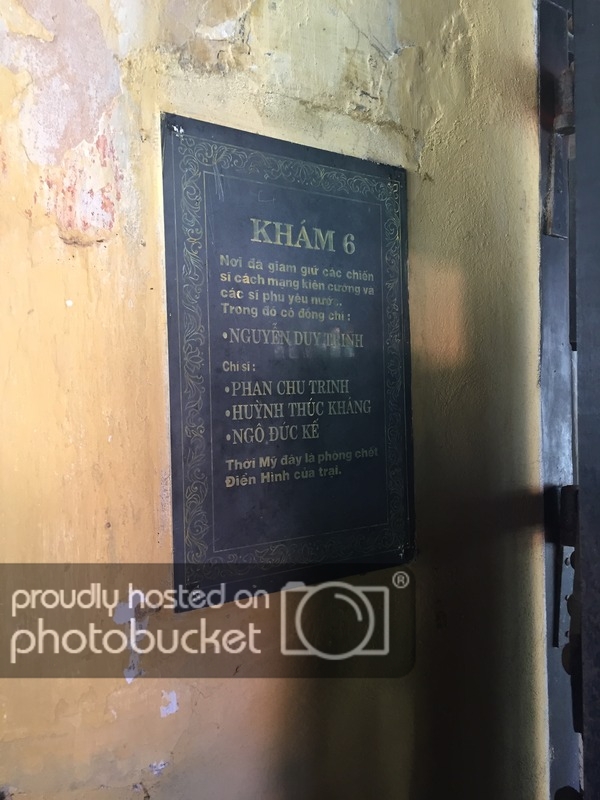 KHÁM 6
Nơi đã giam giữ các chiến
sĩ cách mạng kiên cường và
các sĩ phu yêu nước.
Trong đó có đồng chí :
•NGUYỄN DUY TRINH
Chí sĩ :
•PHAN CHU TRINH
•HUỲNH THÚC KHÁNG
•NGÔ ĐỨC KẾ
Thời Mỹ đây là phòng chót
Điển Hình của trại.
proudly hosted on
photobucket ®